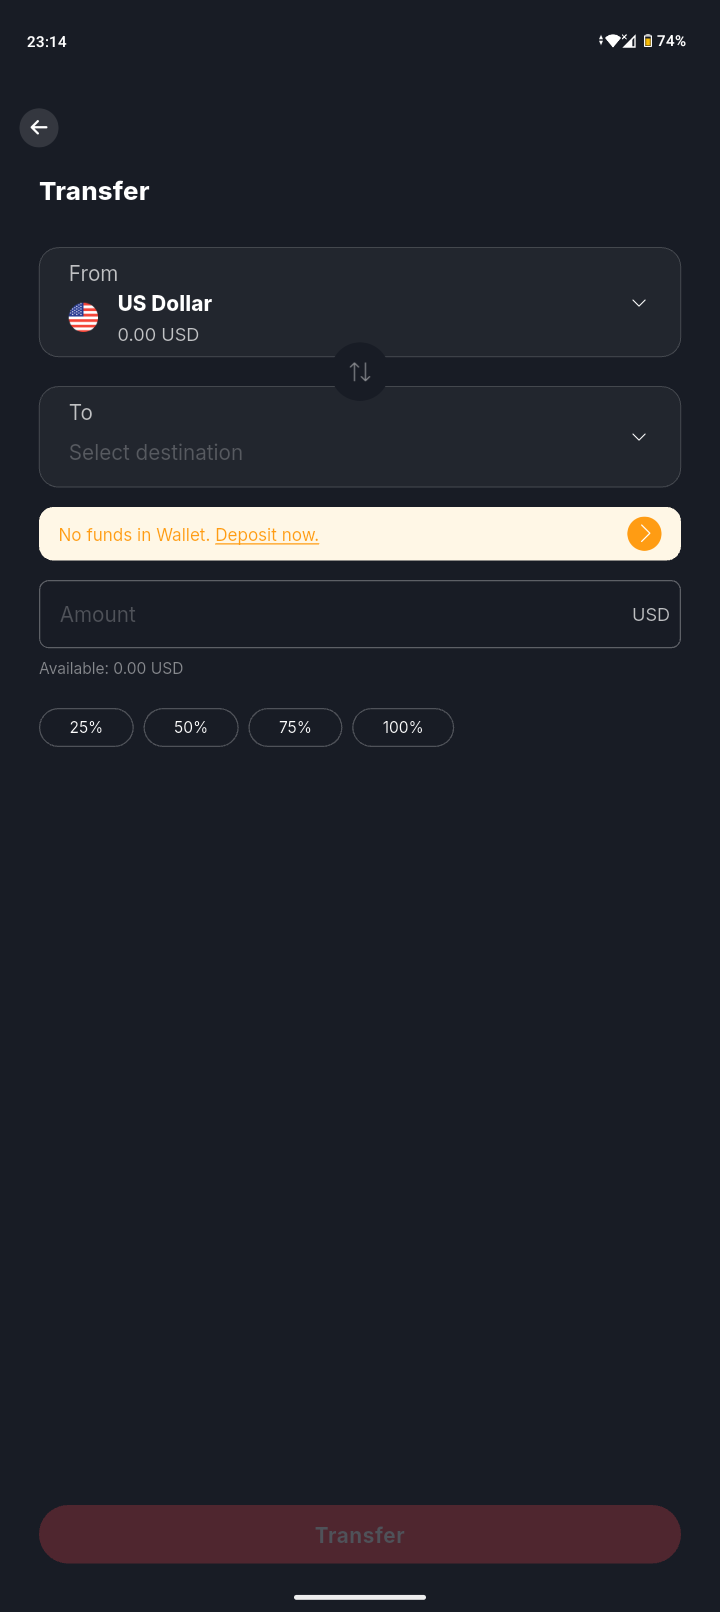 23:14
74%
Transfer
From
US Dollar
0.00 USD
To
Select destination
No funds in Wallet. Deposit now.
Amount
USD
Available: 0.00 USD
25%
50%
75%
100%
Transfer